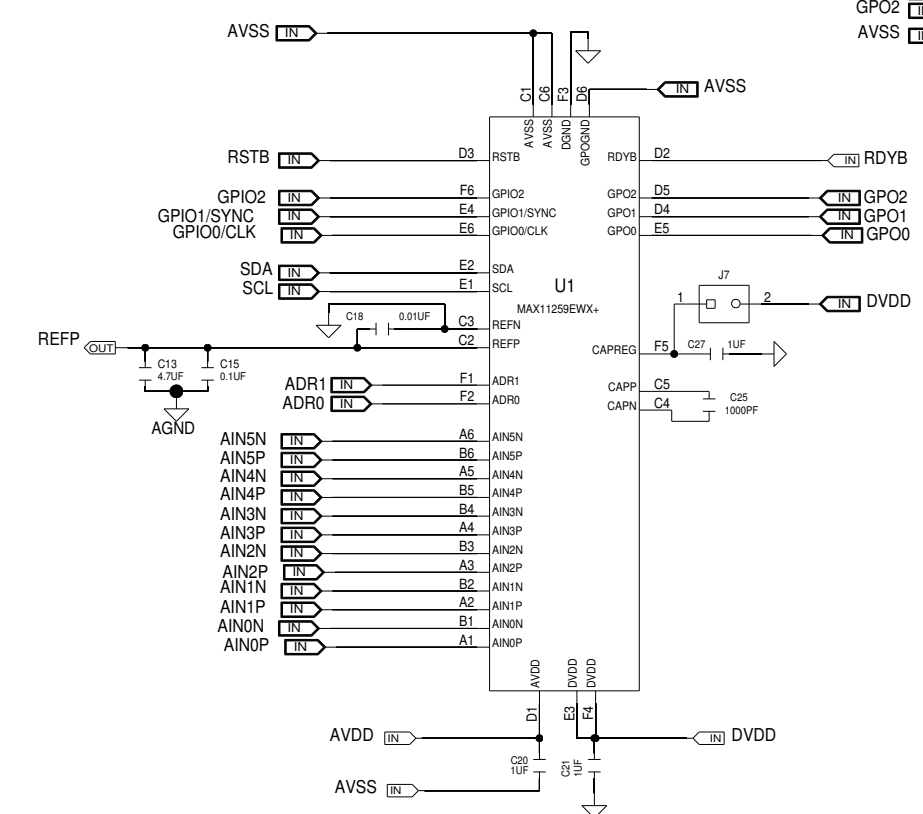 GPO2
AVSS IN
AVSS
IN AVSS
C1 C6 F3 D6
AVSS AVSS DGND GPOGND
RSTB IN D3 RSTB
RDYB D2 IN RDYB
GPIO2 IN F6 GPIO2
GPO2 D5 IN GPO2
GPIO1/SYNC IN E4 GPIO1/SYNC
GPO1 D4 IN GPO1
GPIO0/CLK IN E6 GPIO0/CLK
GPO0 E5 IN GPO0
SDA IN E2 SDA
SCL IN E1 SCL
U1
MAX11259EWX+
J7
1 2 IN DVDD
C18 0.01UF
C3 REFN
REFP OUT C2 REFP
CAPREG F5 C27 1UF
C13
4.7UF
C15
0.1UF
AGND
ADR1 IN F1 ADR1
ADR0 IN F2 ADR0
CAPP C5
CAPN C4
C25
1000PF
AIN5N IN A6 AIN5N
AIN5P IN B6 AIN5P
AIN4N IN A5 AIN4N
AIN4P IN B5 AIN4P
AIN3N IN B4 AIN3N
AIN3P IN A4 AIN3P
AIN2N IN B3 AIN2N
AIN2P IN A3 AIN2P
AIN1N IN B2 AIN1N
AIN1P IN A2 AIN1P
AIN0N IN B1 AIN0N
AIN0P IN A1 AIN0P
AVDD DVDD DVDD
D1 E3 F4
AVDD IN
IN DVDD
C20
1UF
C21
1UF
AVSS IN